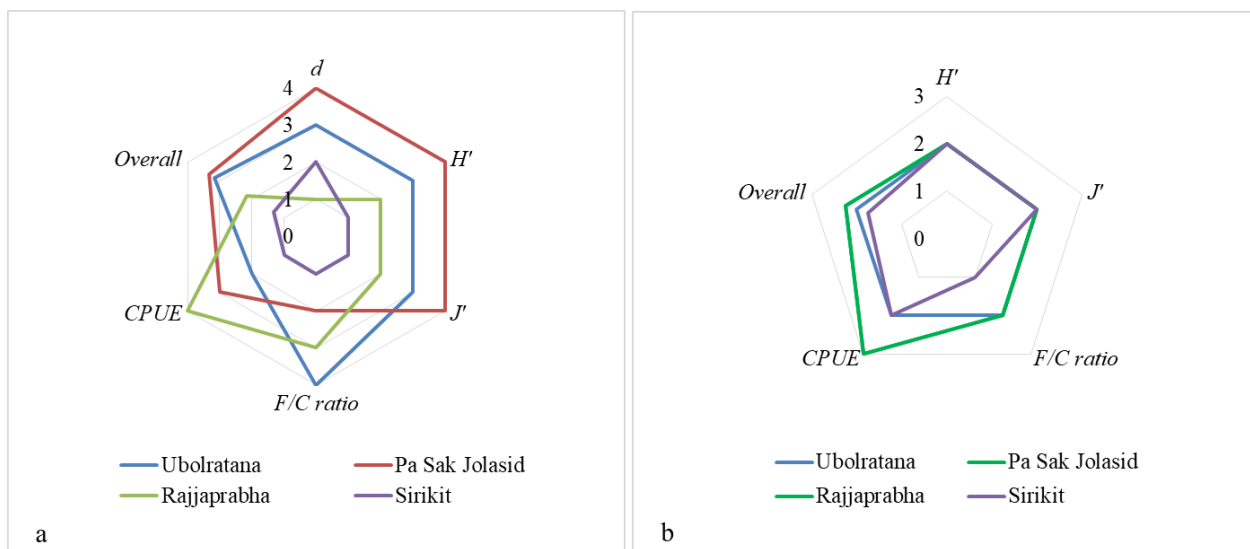 d
4
3
2
1
0
Overall
H'
CPUE
J'
F/C ratio
Ubolratana
Pa Sak Jolasid
Rajjaprabha
Sirikit
a
H'
3
2
1
0
Overall
J'
CPUE
F/C ratio
Ubolratana
Pa Sak Jolasid
Rajjaprabha
Sirikit
b